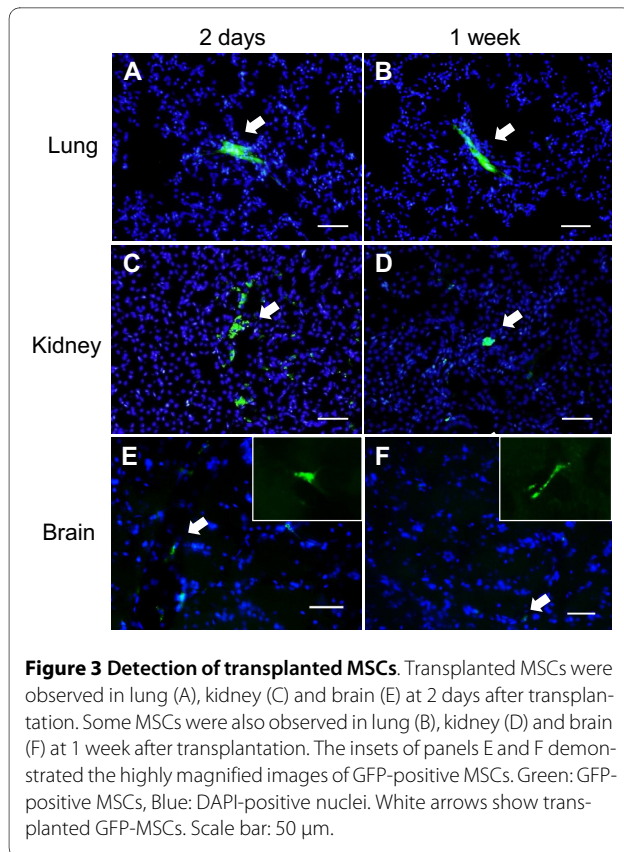 2 days 1 week
A B
Lung
C D
Kidney
E F
Brain
Figure 3 Detection of transplanted MSCs. Transplanted MSCs were
observed in lung (A), kidney (C) and brain (E) at 2 days after transplan-
tation. Some MSCs were also observed in lung (B), kidney (D) and brain
(F) at 1 week after transplantation. The insets of panels E and F demon-
strated the highly magnified images of GFP-positive MSCs. Green: GFP-
positive MSCs, Blue: DAPI-positive nuclei. White arrows show trans-
planted GFP-MSCs. Scale bar: 50 μm.